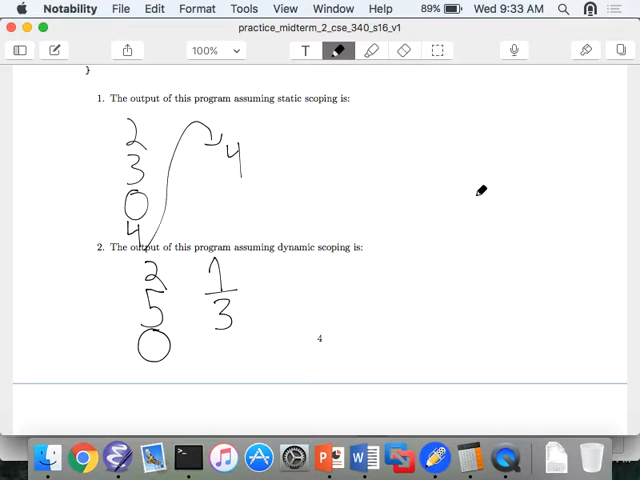 Notability File Edit View Insert Format Window Help 89% Wed 9:33 AM
practice_midterm_2_cse_340_s16_v1
100% T
}
1. The output of this program assuming static scoping is:
2
3
0
4
4
2. The output of this program assuming dynamic scoping is:
2 1
5 3
0
4